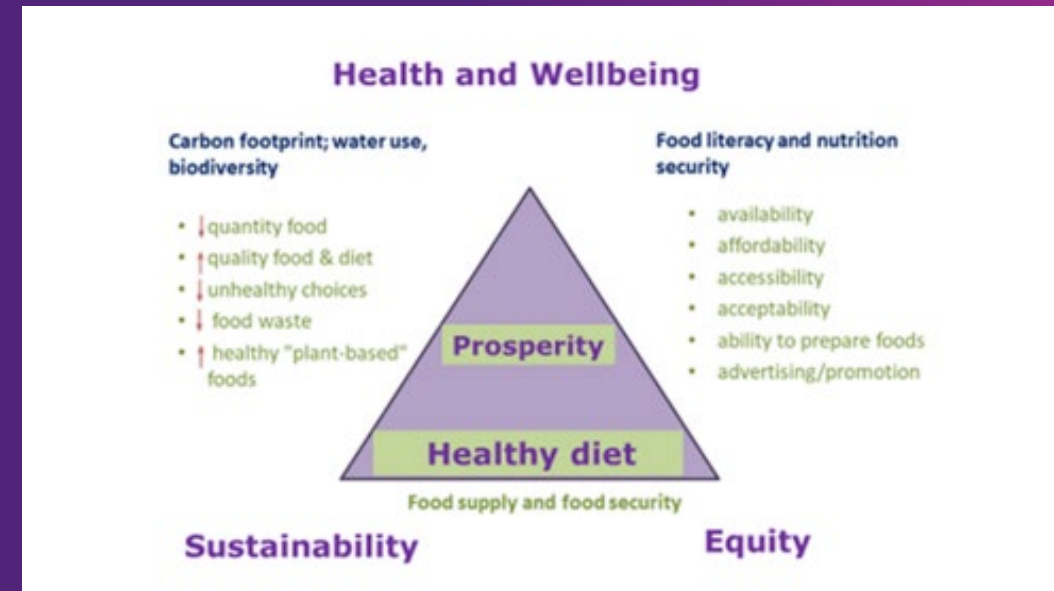 Health and Wellbeing
Carbon footprint; water use,
biodiversity
• ↓ quantity food
• ↑ quality food & diet
• ↓ unhealthy choices
• ↓ food waste
• ↑ healthy "plant-based"
foods
Food literacy and nutrition
security
• availability
• affordability
• accessibility
• acceptability
• ability to prepare foods
• advertising/promotion
Prosperity
Healthy diet
Food supply and food security
Sustainability
Equity